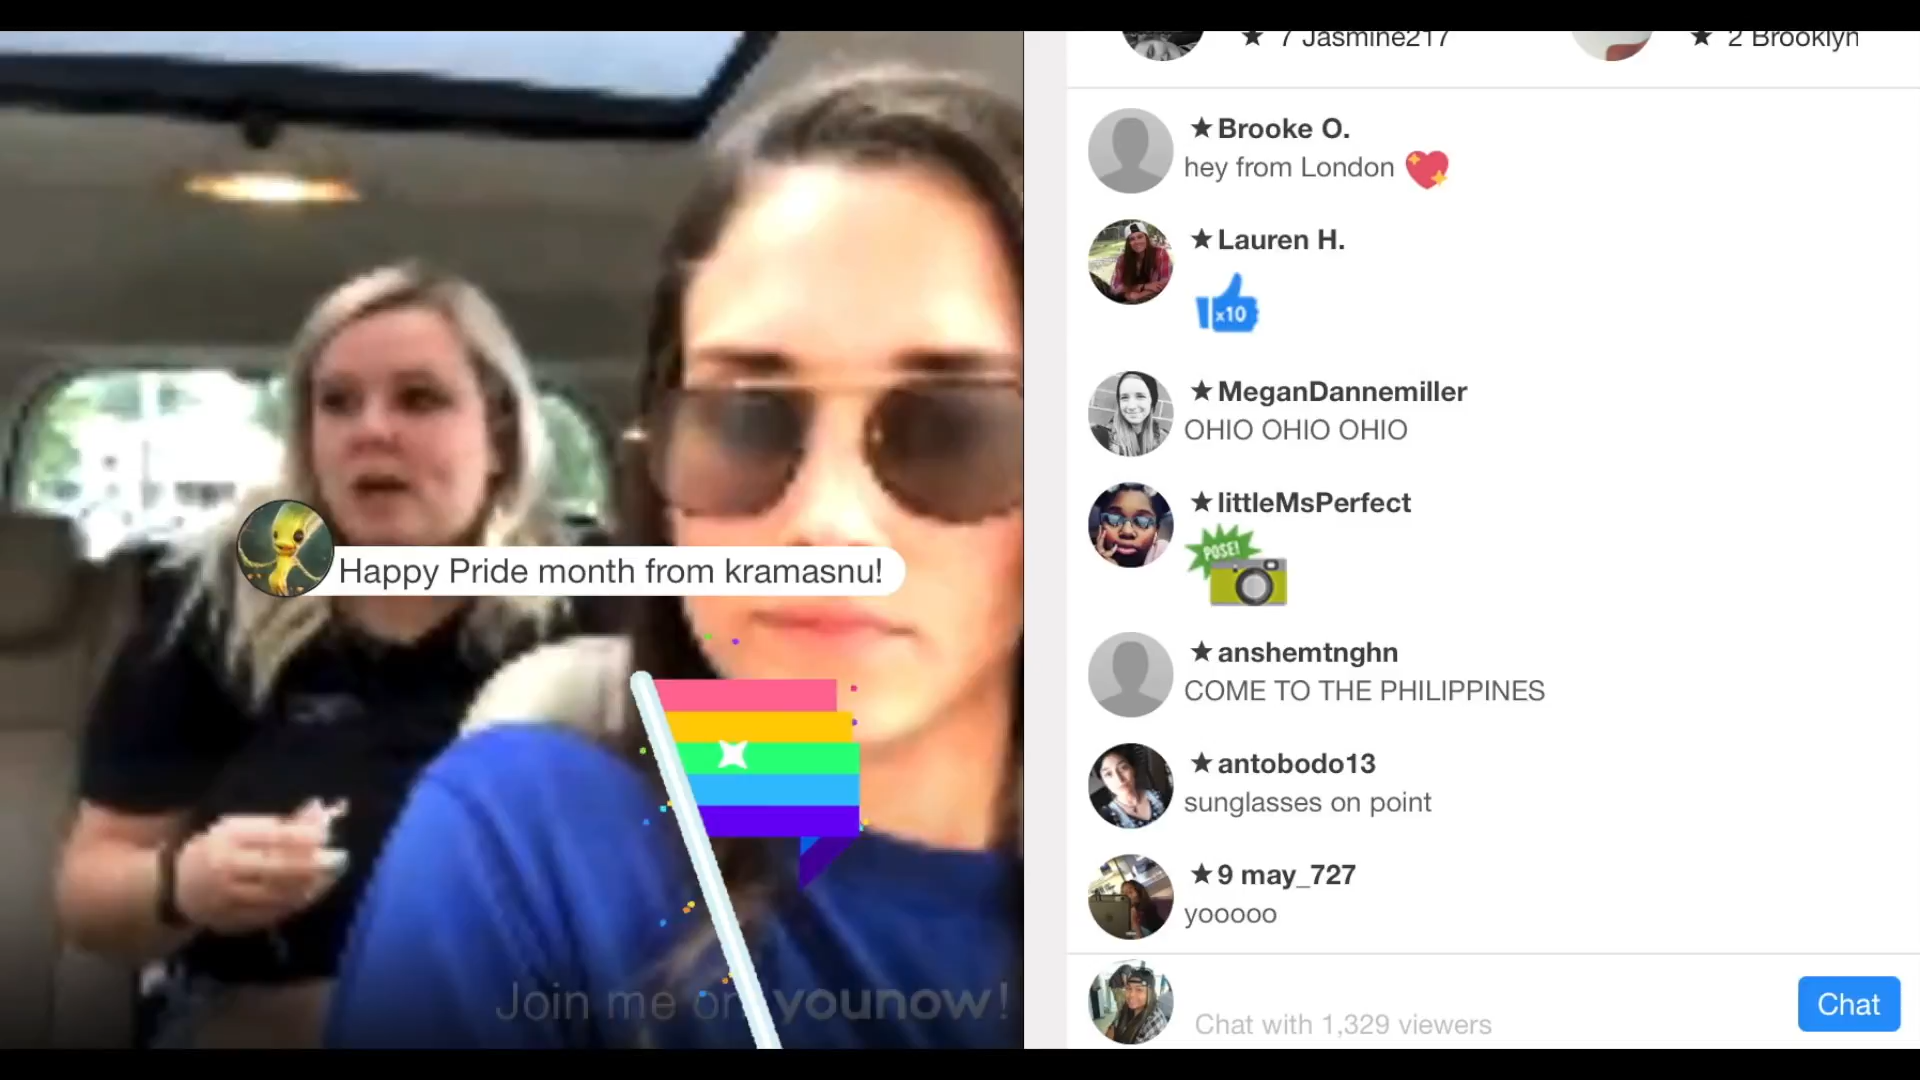 7 Jasmine217
2 Brooklyn
Brooke O.
hey from London
Lauren H.
x10
MeganDannemiller
OHIO OHIO OHIO
littleMsPerfect
POSE!
anshemtnghn
COME TO THE PHILIPPINES
antobodo13
sunglasses on point
9 may_727
yooooo
Chat with 1,329 viewers
Chat
Happy Pride month from kramasnu!
Join me on younow!